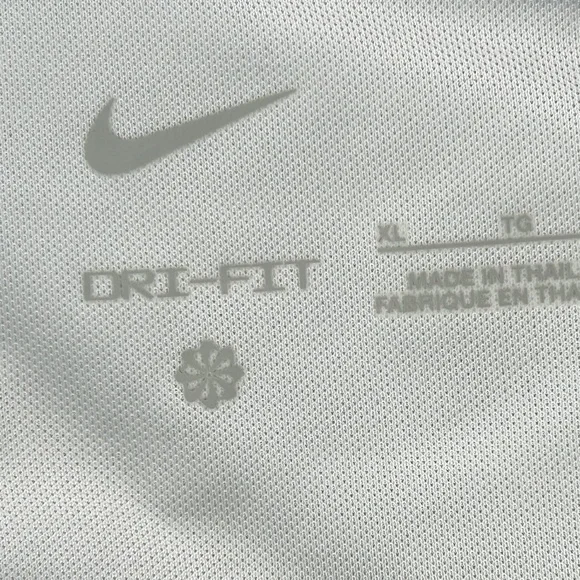 DRI-FIT
XL TG
MADE IN THAIL
FABRIQUE EN THA